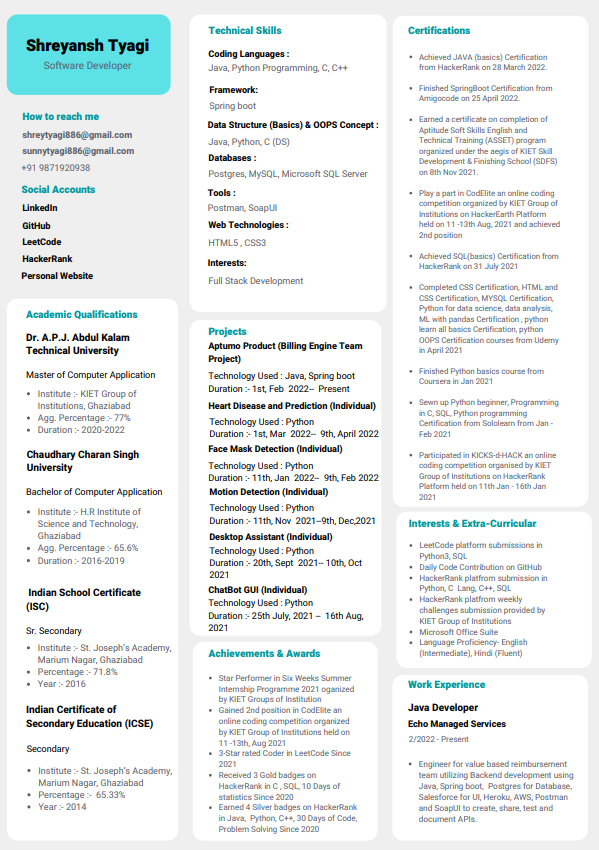 Shreyansh Tyagi
Software Developer
How to reach me
shreytyagi886@gmail.com
sunnytyagi886@gmail.com
+91 9871920938
Social Accounts
LinkedIn
GitHub
LeetCode
HackerRank
Personal Website
Academic Qualifications
Dr. A.P.J. Abdul Kalam
Technical University
Master of Computer Application
• Institute :- KIET Group of
Institutions, Ghaziabad
• Agg. Percentage :- 77%
• Duration :- 2020-2022
Chaudhary Charan Singh
University
Bachelor of Computer Application
• Institute :- H.R Institute of
Science and Technology,
Ghaziabad
• Agg. Percentage :- 65.6%
• Duration :- 2016-2019
Indian School Certificate
(ISC)
Sr. Secondary
• Institute :- St. Joseph's Academy,
Marium Nagar, Ghaziabad
• Percentage :- 71.8%
• Year :- 2016
Indian Certificate of
Secondary Education (ICSE)
Secondary
• Institute :- St. Joseph's Academy,
Marium Nagar, Ghaziabad
• Percentage :- 65.33%
• Year :- 2014
Technical Skills
Coding Languages :
Java, Python Programming, C, C++
Framework:
Spring boot
Data Structure (Basics) & OOPS Concept :
Java, Python, C (DS)
Databases :
Postgres, MySQL, Microsoft SQL Server
Tools :
Postman, SoapUI
Web Technologies :
HTML5 , CSS3
Interests:
Full Stack Development
Projects
Aptumo Product (Billing Engine Team
Project)
Technology Used : Java, Spring boot
Duration :- 1st, Feb 2022-- Present
Heart Disease and Prediction (Individual)
Technology Used : Python
Duration :- 1st, Mar 2022-- 9th, April 2022
Face Mask Detection (Individual)
Technology Used : Python
Duration :- 11th, Jan 2022-- 9th, Feb 2022
Motion Detection (Individual)
Technology Used : Python
Duration :- 11th, Nov 2021--9th, Dec,2021
Desktop Assistant (Individual)
Technology Used : Python
Duration :- 20th, Sept 2021-- 10th, Oct
2021
ChatBot GUI (Individual)
Technology Used : Python
Duration :- 25th July, 2021 -- 16th Aug,
2021
Achievements & Awards
• Star Performer in Six Weeks Summer
Internship Programme 2021 oganized
by KIET Groups of Institution
• Gained 2nd position in CodElite an
online coding competition organized
by KIET Group of Institutions held on
11 -13th, Aug 2021
• 3-Star rated Coder in LeetCode Since
2021
• Received 3 Gold badges on
HackerRank in C , SQL, 10 Days of
statistics Since 2020
• Earned 4 Silver badges on HackerRank
in Java, Python, C++, 30 Days of Code,
Problem Solving Since 2020
Certifications
• Achieved JAVA (basics) Certification
from HackerRank on 28 March 2022.
• Finished SpringBoot Certification from
Amigocode on 25 April 2022.
• Earned a certificate on completion of
Aptitude Soft Skills English and
Technical Training (ASSET) program
organized under the aegis of KIET Skill
Development & Finishing School (SDFS)
on 8th Nov 2021.
• Play a part in CodElite an online coding
competition organized by KIET Group of
Institutions on HackerEarth Platform
held on 11 -13th Aug, 2021 and achieved
2nd position
• Achieved SQL(basics) Certification on
HackerRank on 31 July 2021
• Completed CSS Certification, HTML and
CSS Certification, MYSQL Certification,
Python for data science, data analysis,
ML with pandas Certification , python
learn all basics Certification, python
OOPS Certification courses from Udemy
in April 2021
• Finished Python basics course from
Coursera in Jan 2021
• Sewn up Python beginner, Programming
in C, SQL, Python programming
Certification from Sololearn from Jan -
Feb 2021
• Participated in KICKS-d-HACK an online
coding competition organised by KIET
Group of Institutions on HackerRank
Platform held on 11th Jan - 16th Jan
2021
Interests & Extra-Curricular
• LeetCode platform submissions in
Python3, SQL
• Daily Code Contribution on GitHub
• HackerRank platfrom submission in
Python, C Lang, C++, SQL
• HackerRank platfrom weekly
challenges submission provided by
KIET Group of Institutions
• Microsoft Office Suite
• Language Proficiency- English
(Intermediate), Hindi (Fluent)
Work Experience
Java Developer
Echo Managed Services
2/2022 - Present
• Engineer for value based reimbursement
team utilizing Backend development using
Java, Spring boot, Postgres for Database,
Salesforce for UI, Heroku, AWS, Postman
and SoapUI to create, share, test and
document APIs.